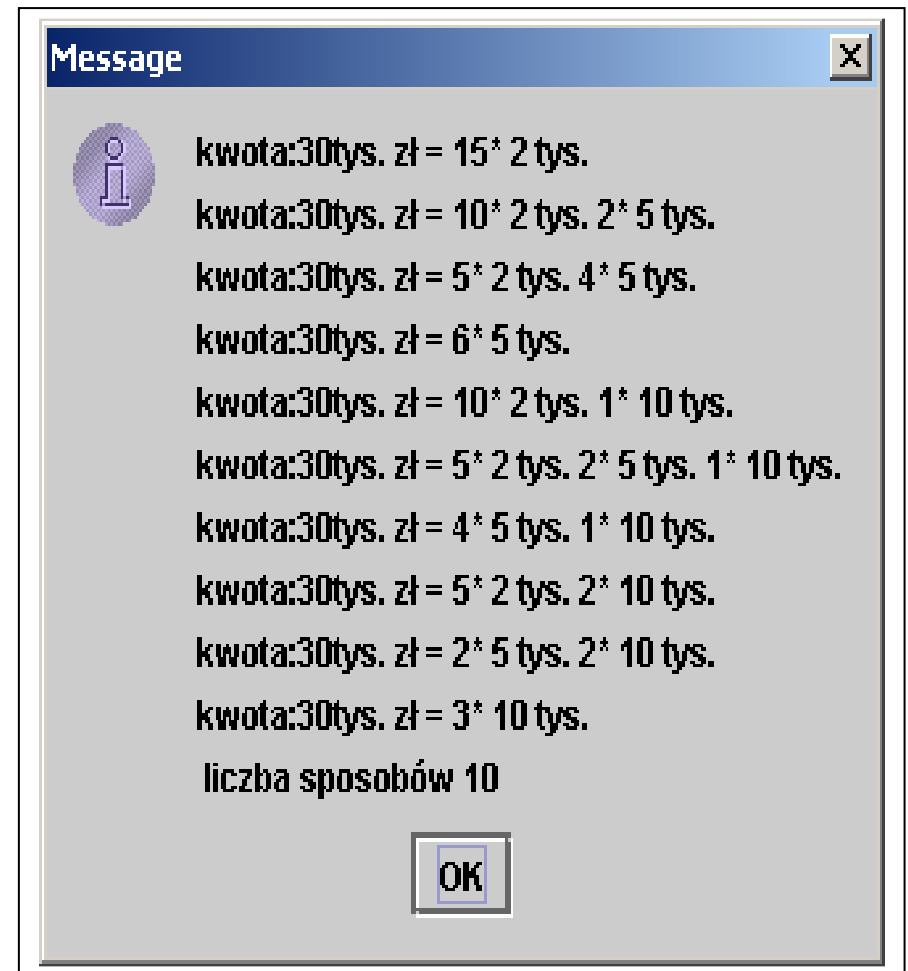 Message
kwota:30tys. zł = 15* 2 tys.
kwota:30tys. zł = 10* 2 tys. 2* 5 tys.
kwota:30tys. zł = 5* 2 tys. 4* 5 tys.
kwota:30tys. zł = 6* 5 tys.
kwota:30tys. zł = 10* 2 tys. 1* 10 tys.
kwota:30tys. zł = 5* 2 tys. 2* 5 tys. 1* 10 tys.
kwota:30tys. zł = 4* 5 tys. 1* 10 tys.
kwota:30tys. zł = 5* 2 tys. 2* 10 tys.
kwota:30tys. zł = 2* 5 tys. 2* 10 tys.
kwota:30tys. zł = 3* 10 tys.
liczba sposobów 10
OK